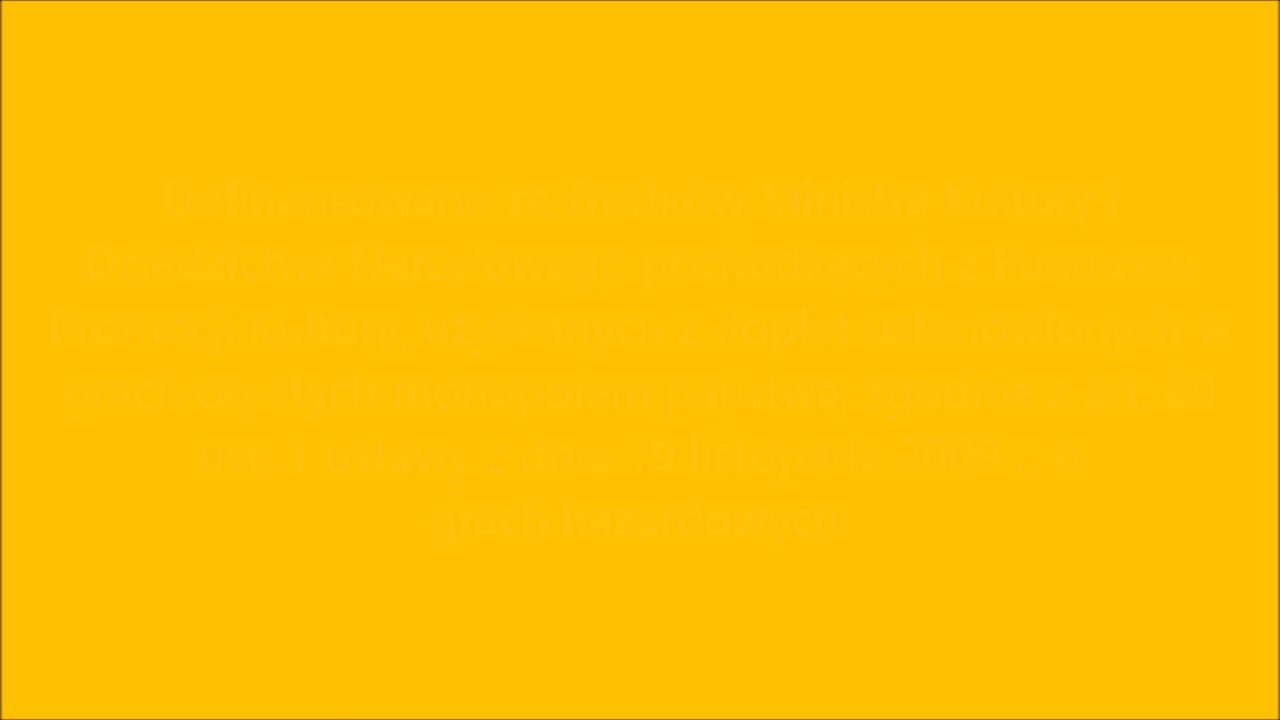 Dofinansowano ze środków Ministra Kultury i
Dziedzictwa Narodowego pochodzących z Funduszu
Promocji Kultury, uzyskanych z dopłat ustanowionych w
grach objętych monopolem państwa, zgodnie z art. 80
ust. 1 ustawy z dnia 19 listopada 2009 r. o
grach hazardowych.